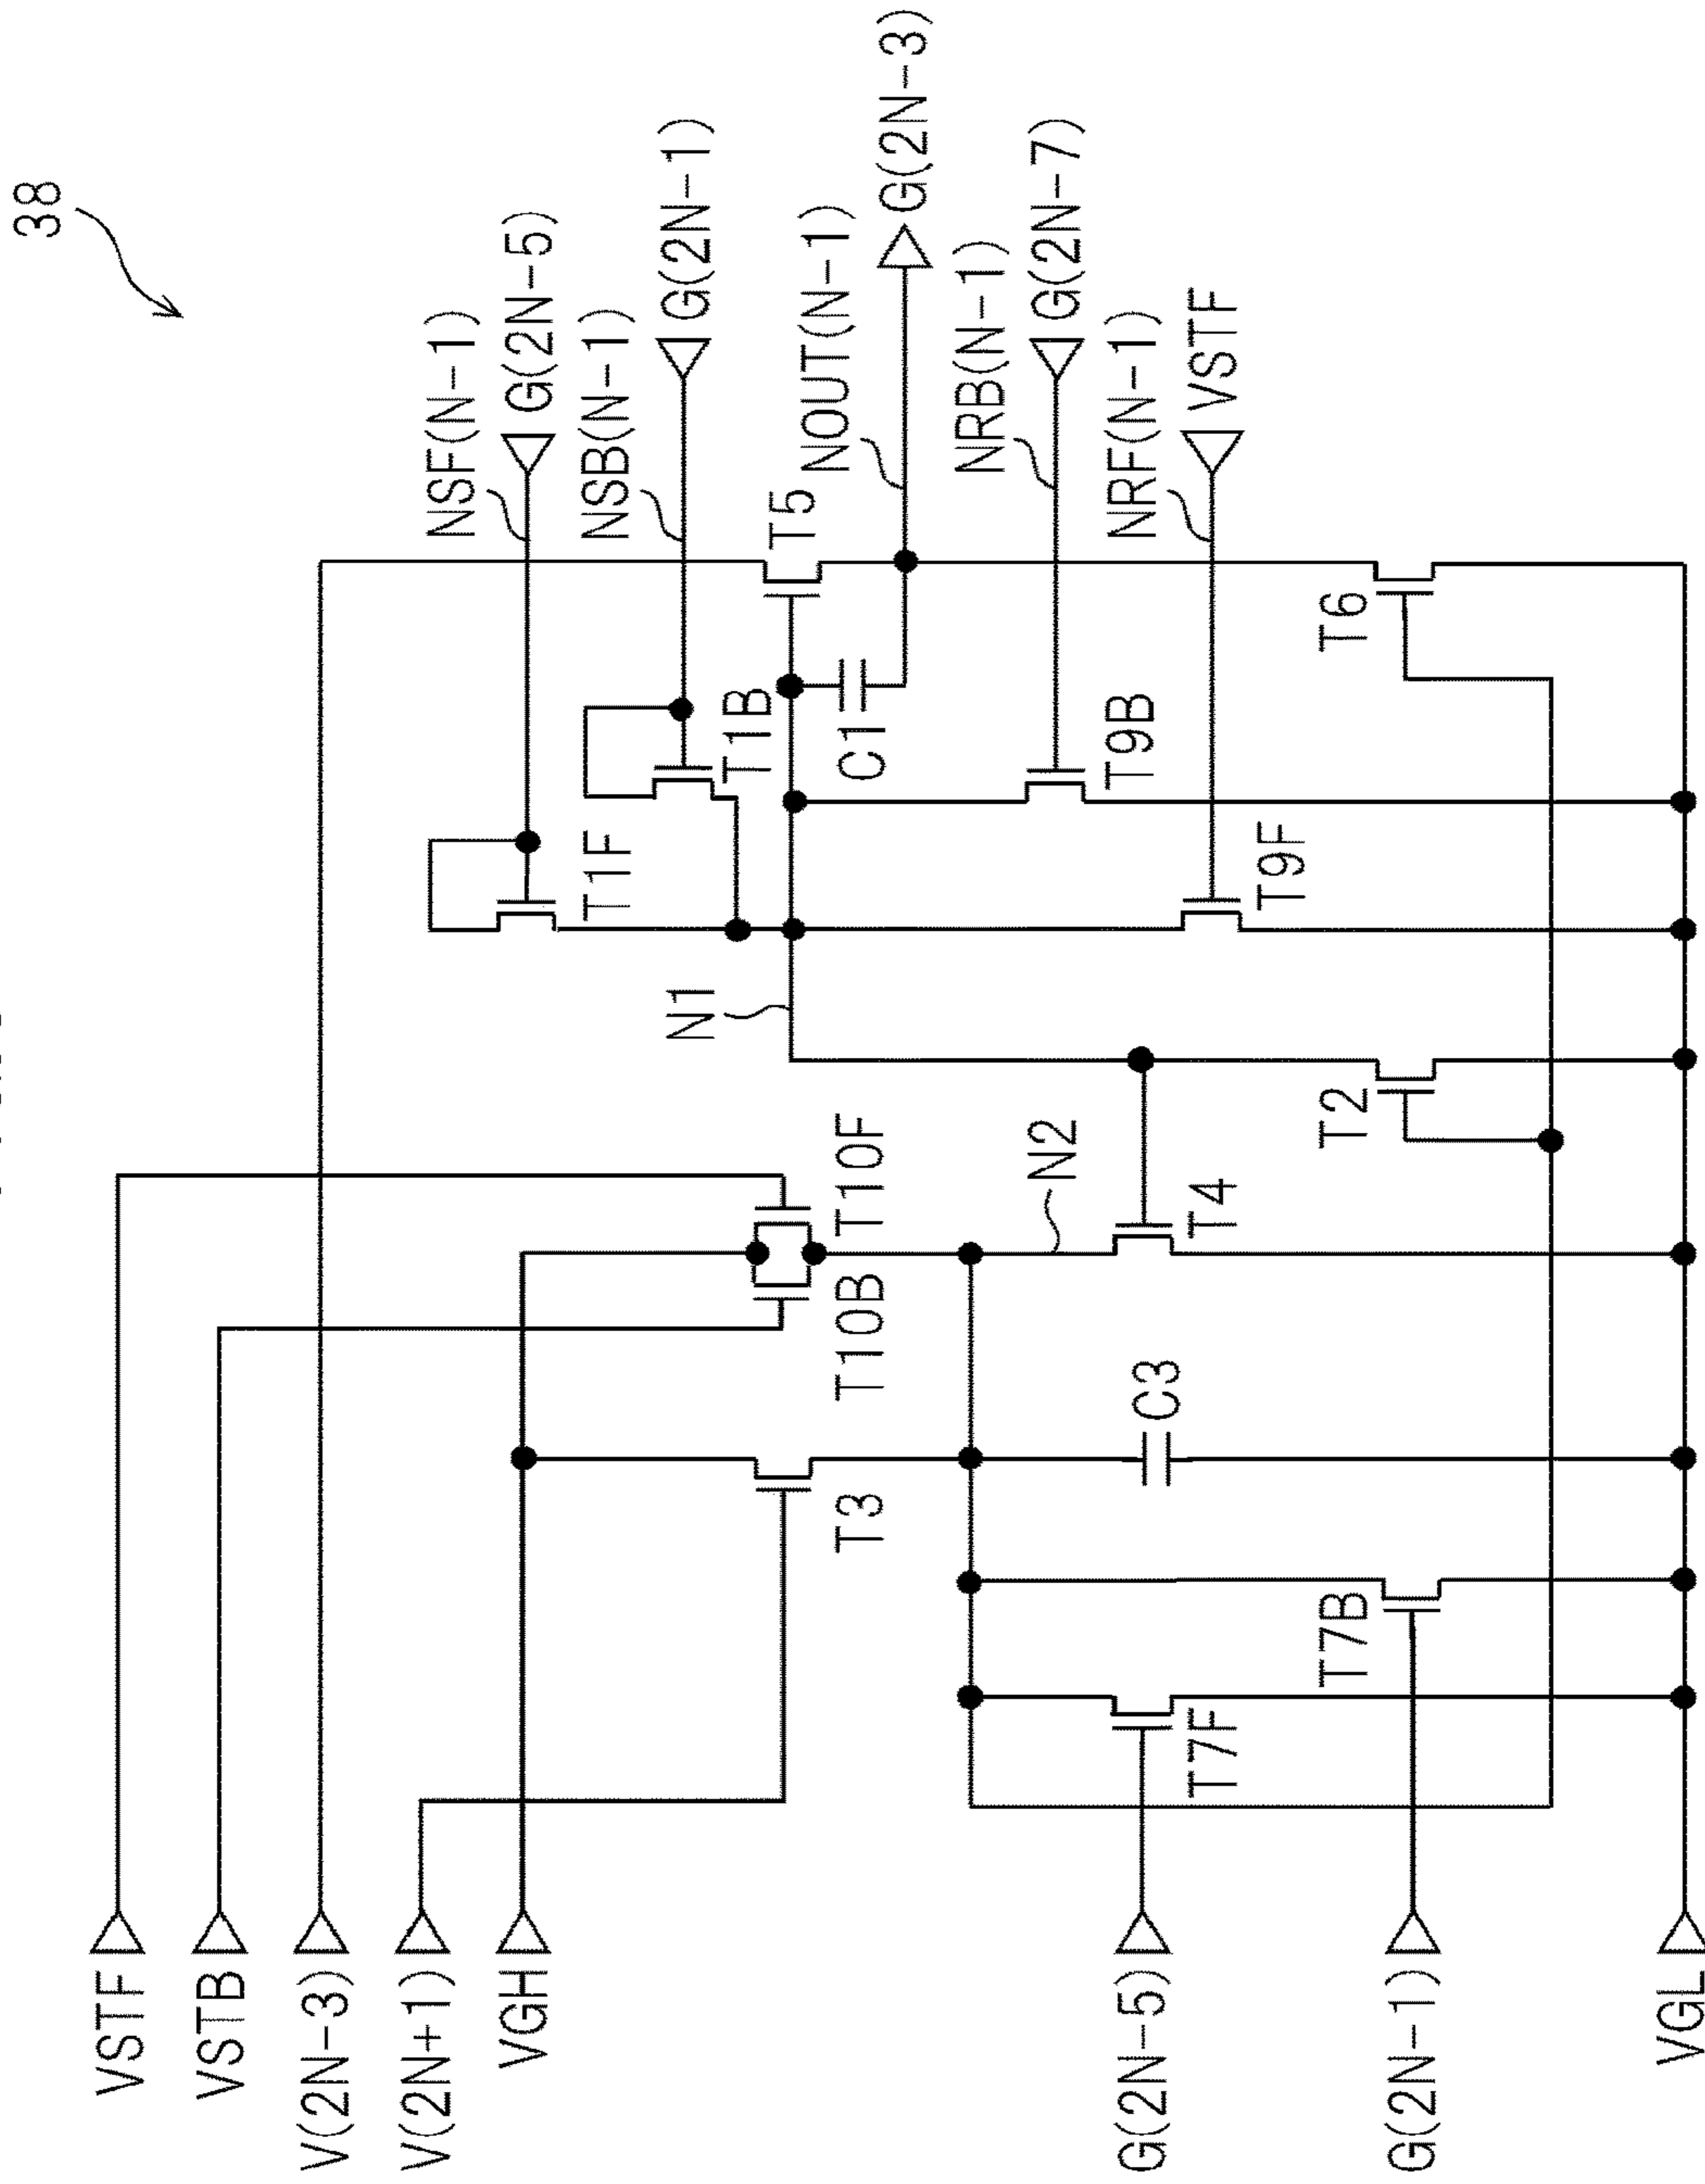 38
VSTF
VSTB
V(2N-3)
V(2N+1)
VGH
G(2N-5)
G(2N-1)
VGL
NSF(N-1)
G(2N-5)
NSB(N-1)
G(2N-1)
NOUT(N-1)
G(2N-3)
NRB(N-1)
G(2N-7)
NRF(N-1)
VSTF
T1F
T1B
T5
C1
T9B
T9F
T6
N1
T10F
T10B
N2
T2
T4
T3
C3
T7B
T7F